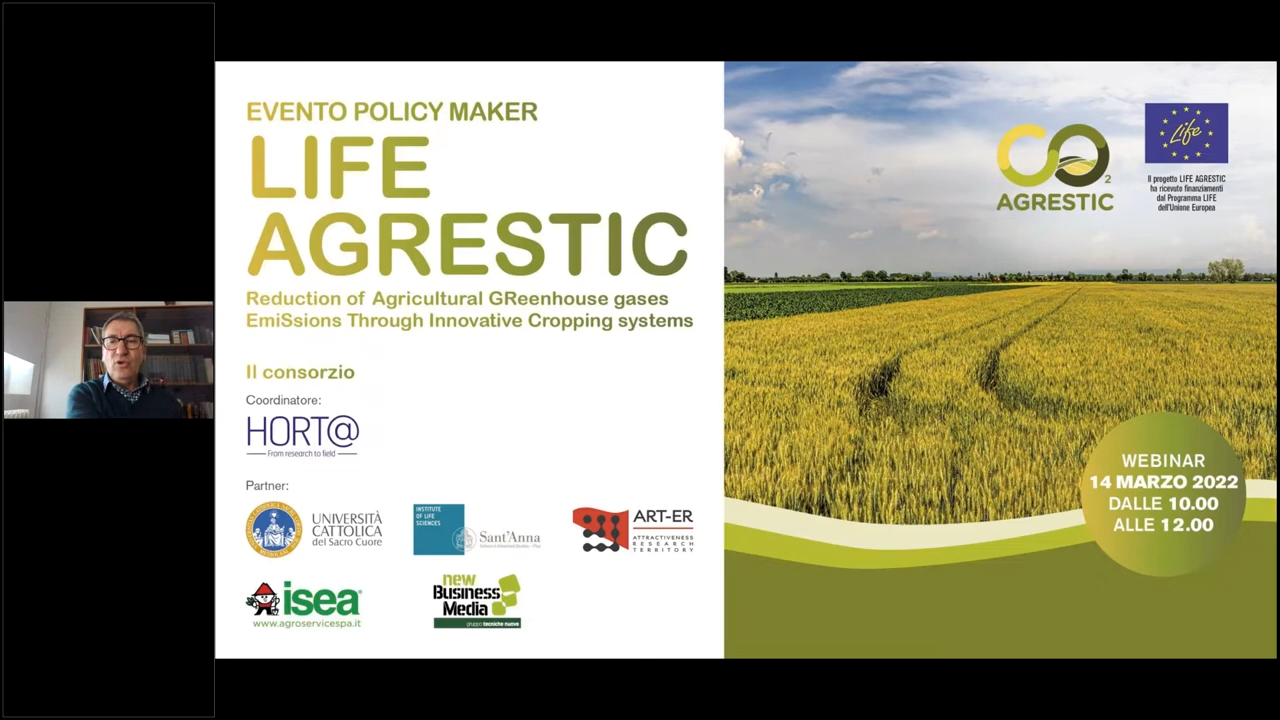 EVENTO POLICY MAKER
LIFE
AGRESTIC
Reduction of Agricultural GReenhouse gases
EmiSsions Through Innovative Cropping systems
Il consorzio
Coordinatore:
HORT@
From research to field
Partner:
UNIVERSITÀ
CATTOLICA
del Sacro Cuore
INSTITUTE
OF LIFE
SCIENCES
Sant'Anna
ART-ER
ATTRACTIVENESS
RESEARCH
TERRITORY
isea
www.agroservicespa.it
new
Business
Media
gruppo tecniche nuove
CO2
AGRESTIC
Life
Il progetto LIFE AGRESTIC
ha ricevuto finanziamenti
dal Programma LIFE
dell'Unione Europea
WEBINAR
14 MARZO 2022
DALLE 10.00
ALLE 12.00